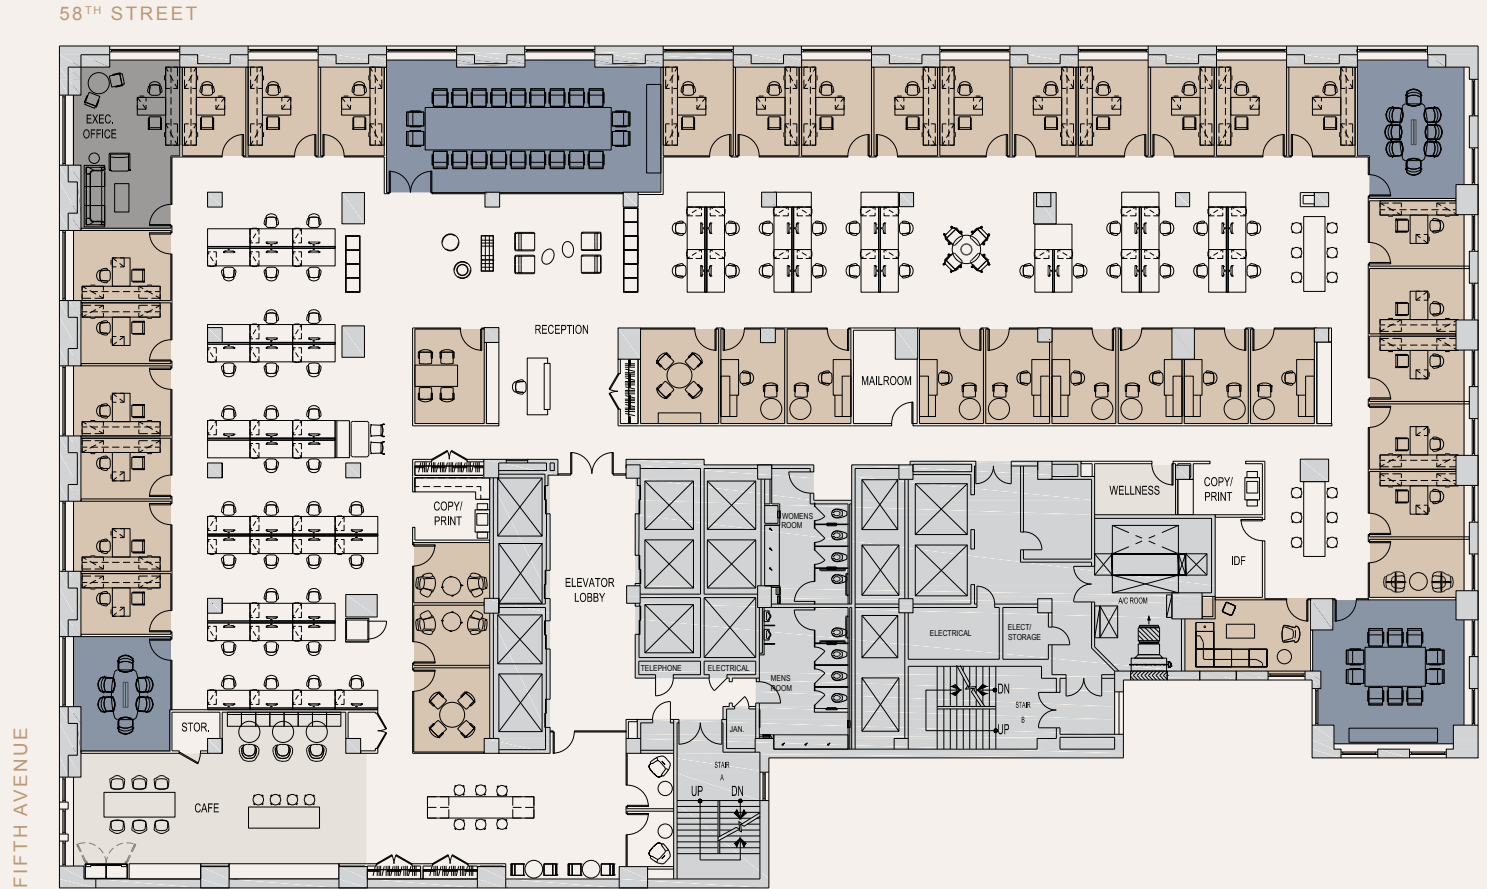 58TH STREET
EXEC.
OFFICE
RECEPTION
MAILROOM
COPY/
PRINT
WELLNESS
COPY/
PRINT
WOMENS
ROOM
ELEVATOR
LOBBY
IDF
A/C ROOM
ELECTRICAL
ELECT/
STORAGE
TELEPHONE
ELECTRICAL
MENS
ROOM
DN
STAIR
B
UP
STOR.
JAN.
STAIR
A
UP
DN
CAFE
FIFTH AVENUE